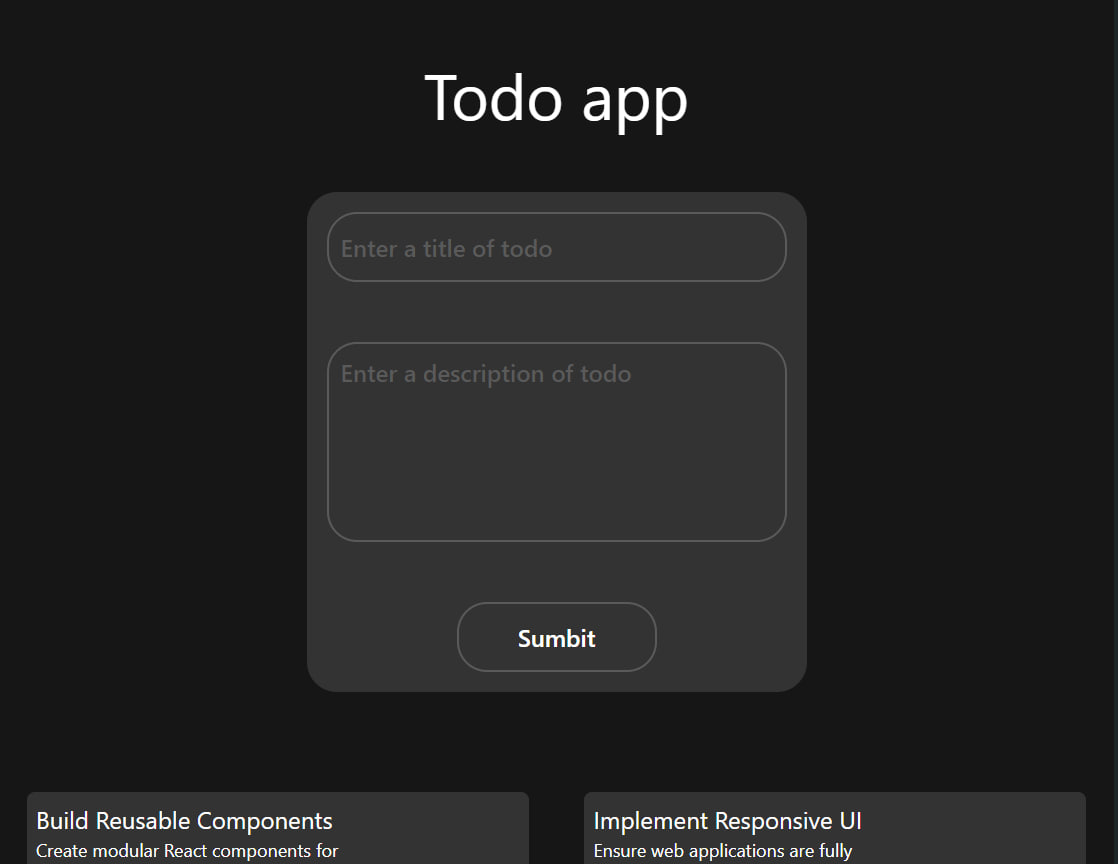 Todo app
Enter a title of todo
Enter a description of todo
Sumbit
Build Reusable Components
Create modular React components for
Implement Responsive UI
Ensure web applications are fully